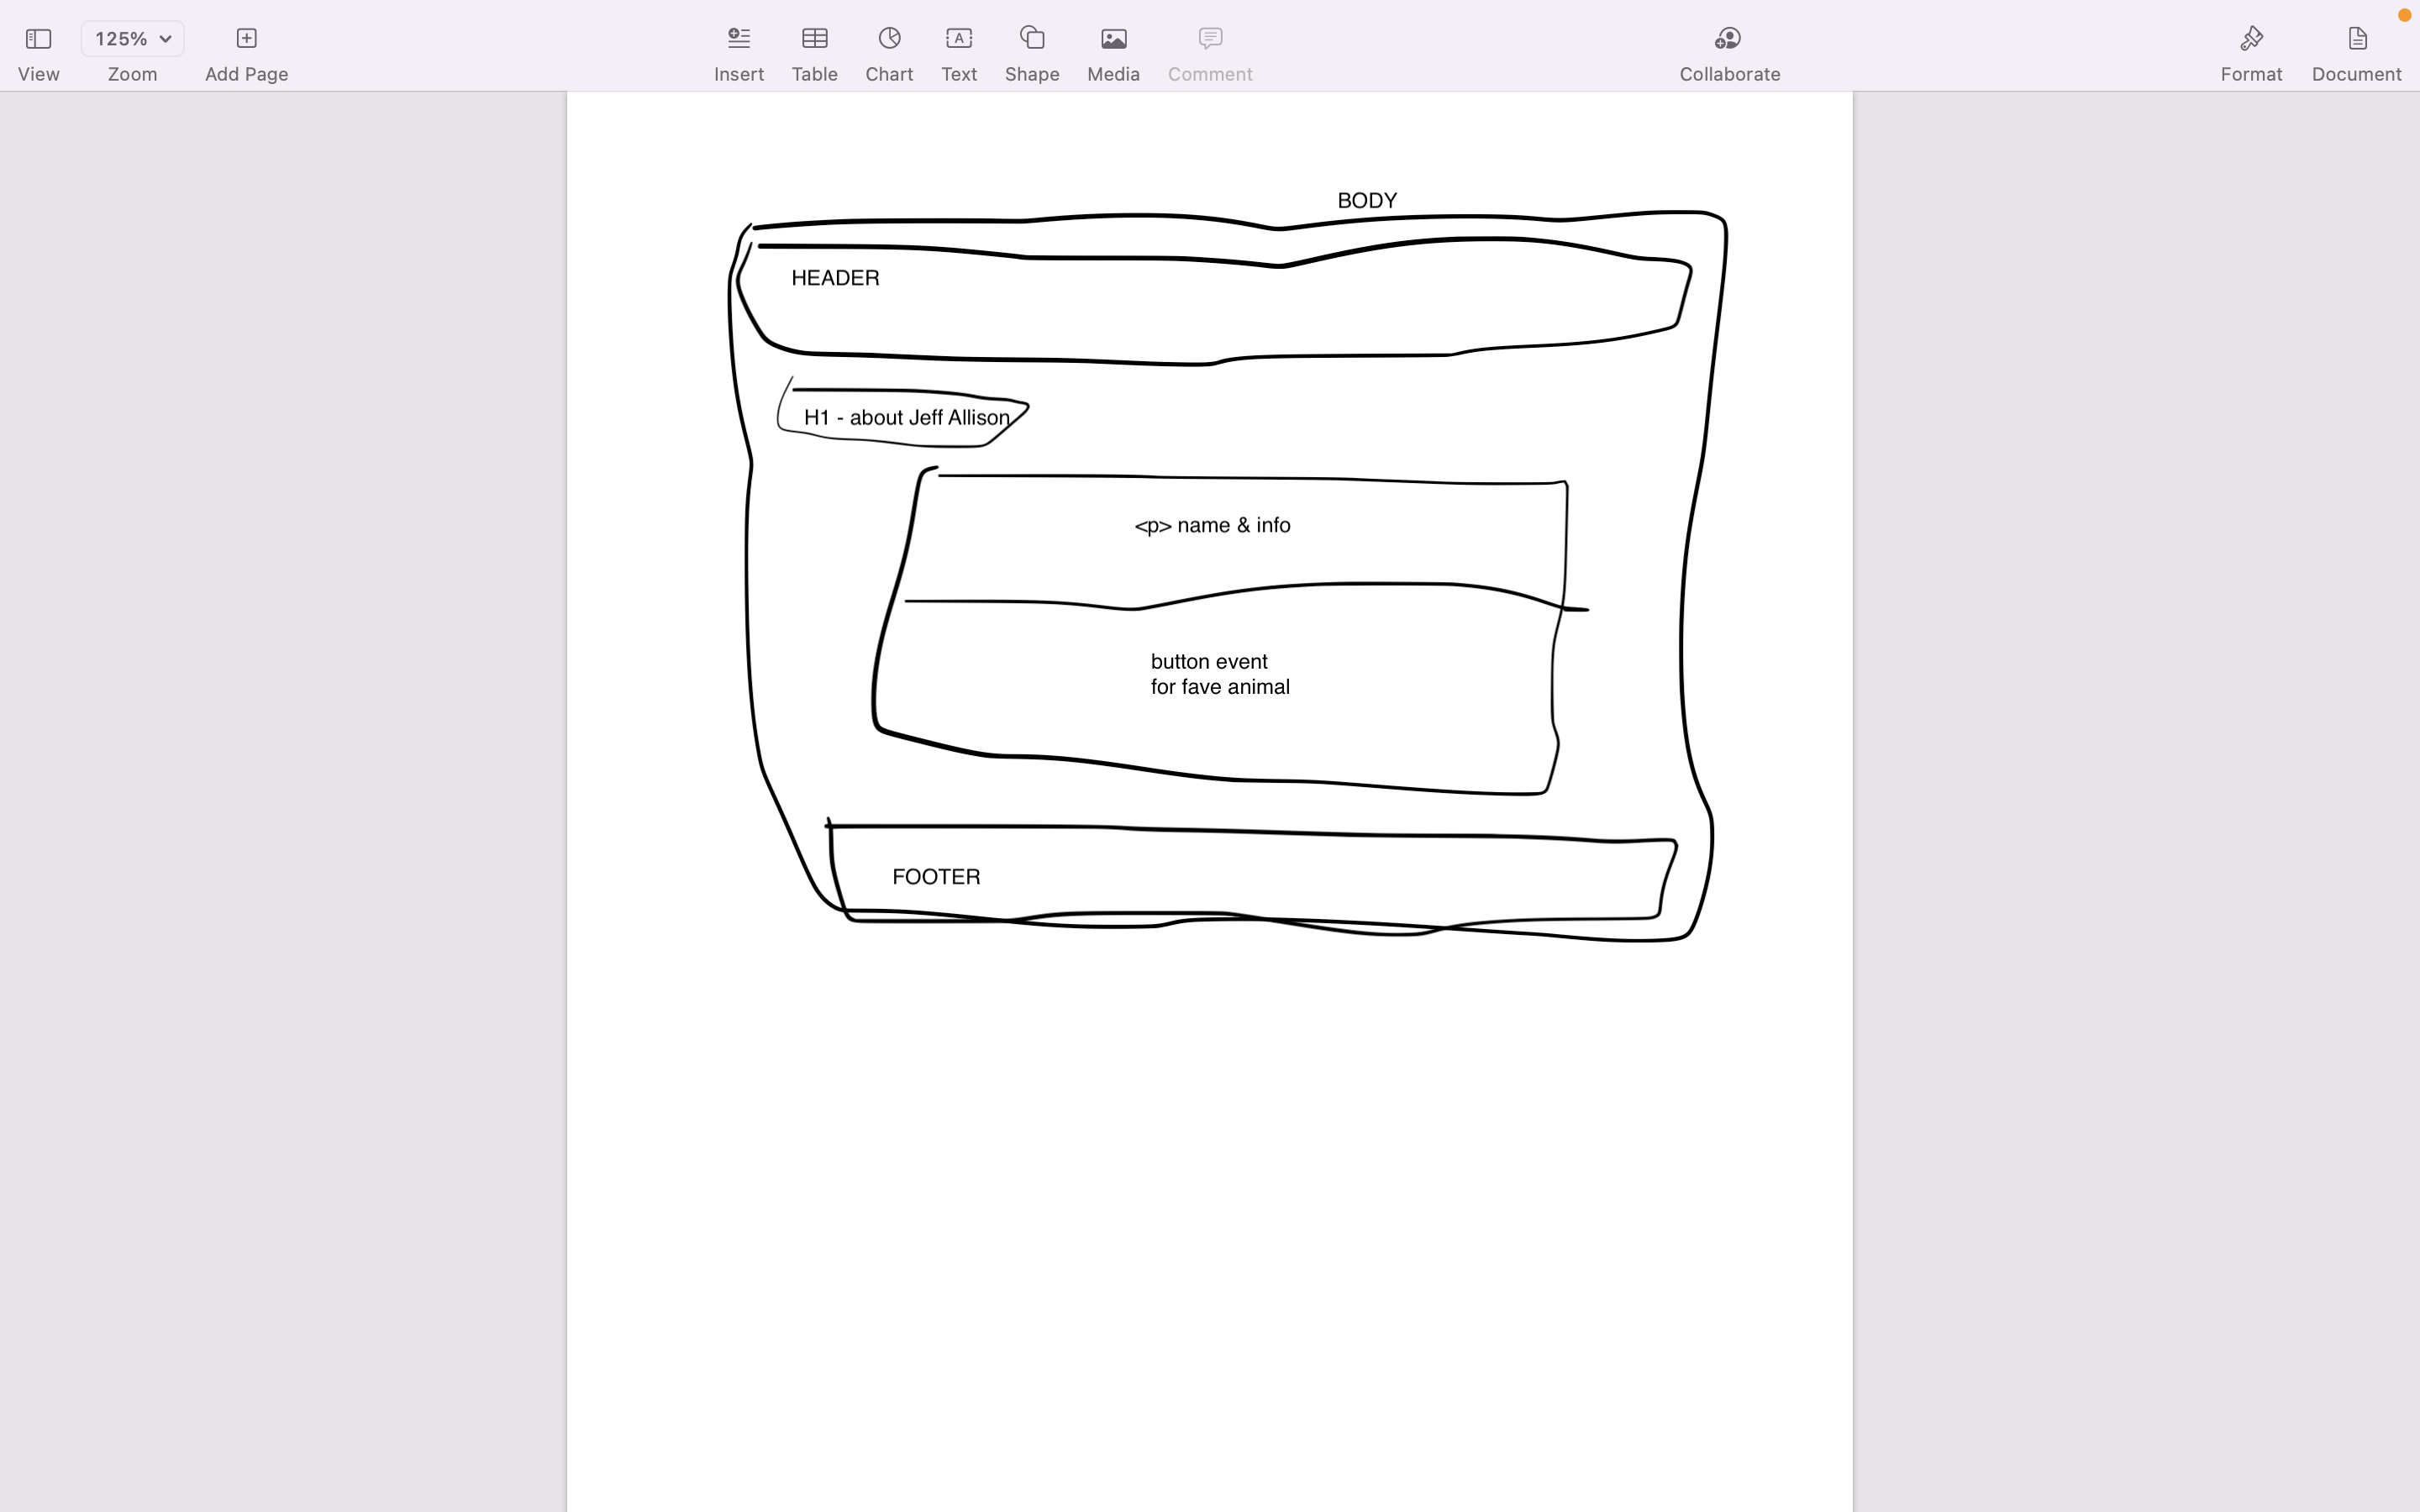 125%
View
Zoom
Add Page
Insert
Table
Chart
Text
Shape
Media
Comment
Collaborate
Format
Document
BODY
HEADER
H1 - about Jeff Allison
<p> name & info
button event
for fave animal
FOOTER